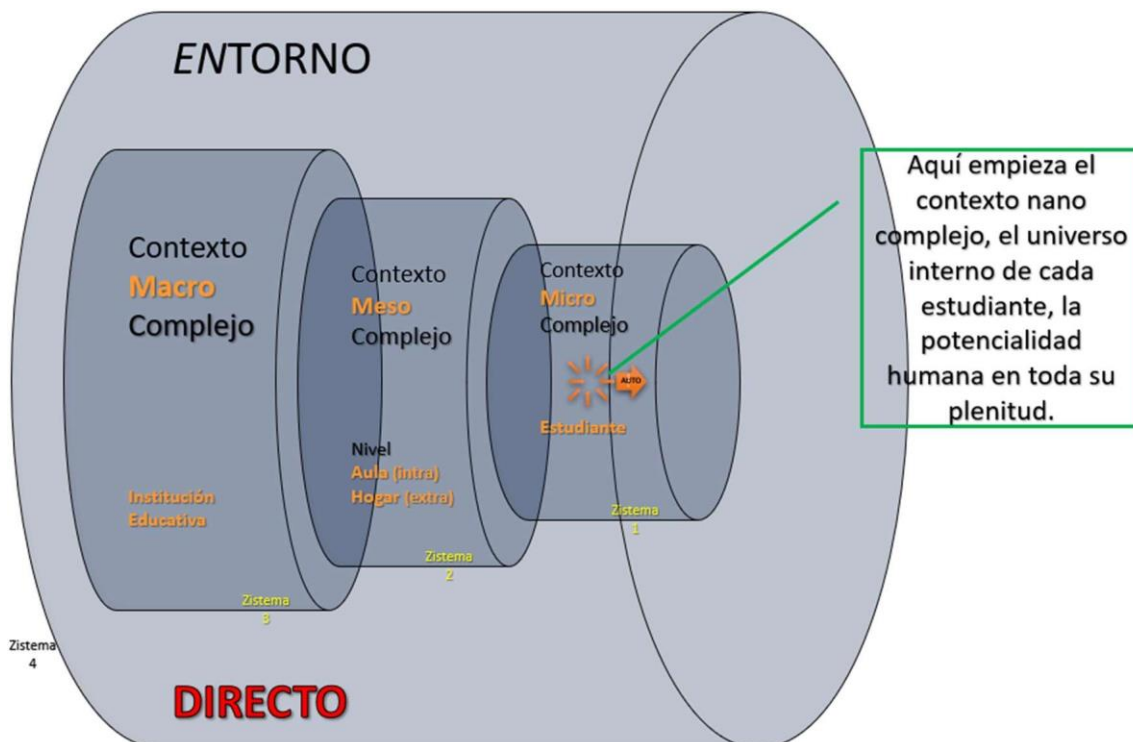 ENTORNO
Contexto
Macro
Complejo
Institución
Educativa
Zistema
3
Contexto
Meso
Complejo
Nivel
Aula (intra)
Hogar (extra)
Zistema
2
Contexto
Micro
Complejo
AUTO
Estudiante
Zistema
1
Aquí empieza el
contexto nano
complejo, el universo
interno de cada
estudiante, la
potencialidad
humana en toda su
plenitud.
Zistema
4
DIRECTO